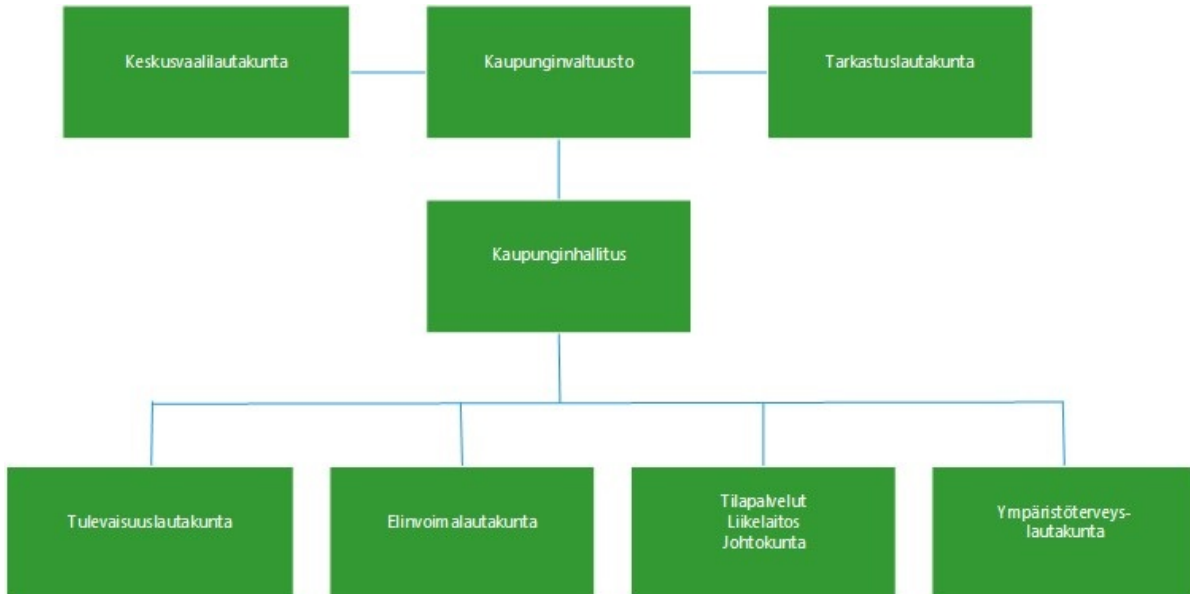 Keskusvaalilautakunta
Kaupunginvaltuusto
Tarkastuslautakunta
Kaupunginhallitus
Tulevaisuuslautakunta
Elinvoimalautakunta
Tilapalvelut
Liikelaitos
Johtokunta
Ympäristöterveys-
lautakunta